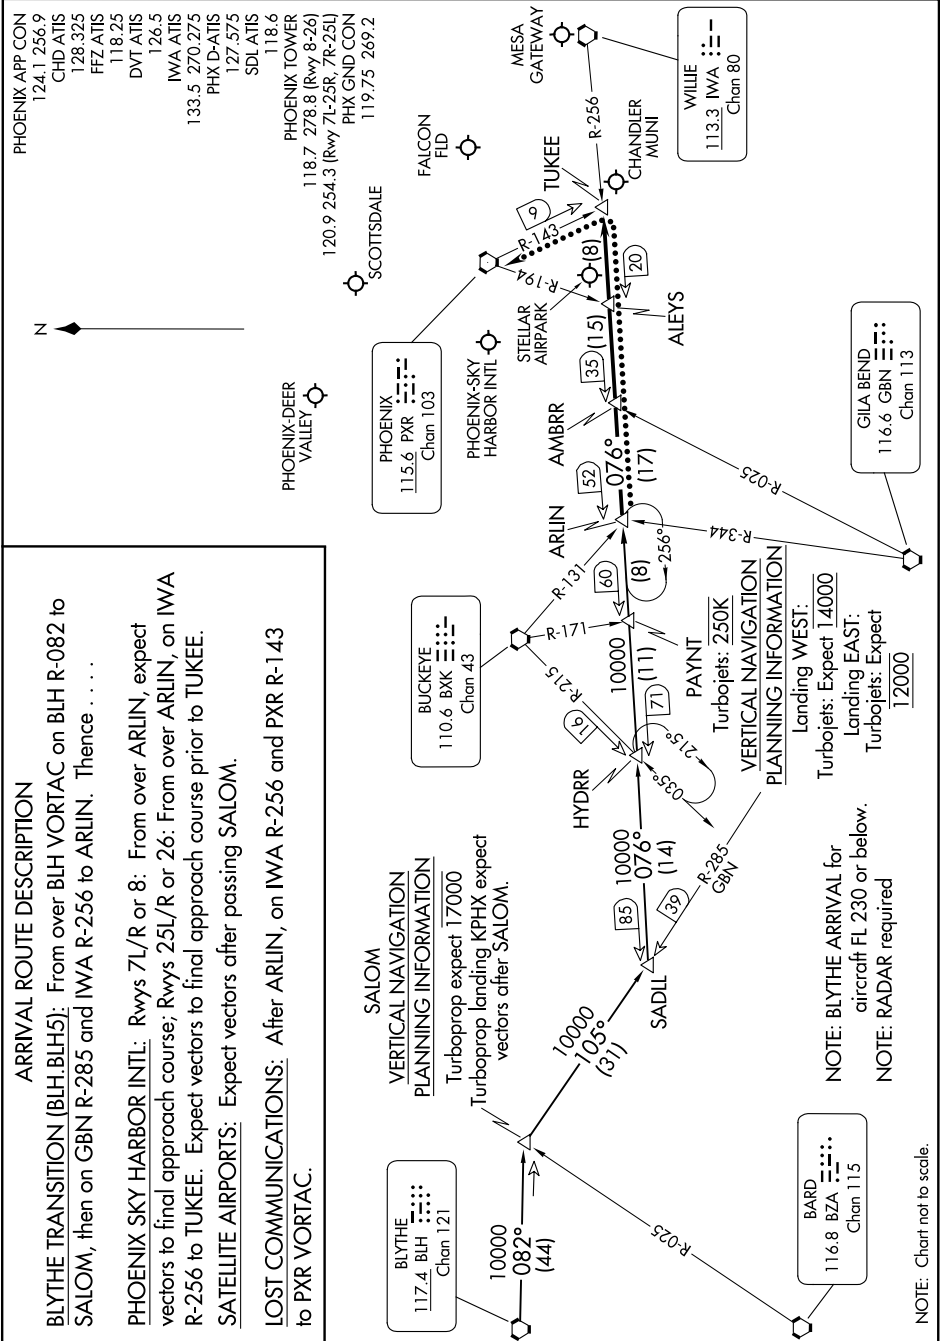 ARRIVAL ROUTE DESCRIPTION
BLYTHE TRANSITION (BLH.BLH5): From over BLH VORTAC on BLH R-082 to
SALOM, then on GBN R-285 and IWA R-256 to ARLIN. Thence . . . .
PHOENIX SKY HARBOR INTL: Rwys 7L/R or 8: From over ARLIN, expect
vectors to final approach course; Rwys 25L/R or 26: From over ARLIN, on IWA
R-256 to TUKEE. Expect vectors to final approach course prior to TUKEE.
SATELLITE AIRPORTS: Expect vectors after passing SALOM.
LOST COMMUNICATIONS: After ARLIN, on IWA R-256 and PXR R-143
to PXR VORTAC.
PHOENIX APP CON
124.1 256.9
CHD ATIS
128.325
FFZ ATIS
118.25
DVT ATIS
126.5
IWA ATIS
133.5 270.275
PHX D-ATIS
127.575
SDL ATIS
118.6
PHOENIX TOWER
118.7 278.8 (Rwy 8-26)
120.9 254.3 (Rwy 7L-25R, 7R-25L)
PHX GND CON
119.75 269.2
N
PHOENIX-DEER
VALLEY
SCOTTSDALE
FALCON
FLD
MESA
GATEWAY
PHOENIX
115.6 PXR
Chan 103
PHOENIX-SKY
HARBOR INTL
STELLAR
AIRPARK
CHANDLER
MUNI
WILLIE
113.3 IWA
Chan 80
R-256
TUKEE
9
R-143
R-194
(8)
20
ALEYS
(15)
35
AMBRR
076°
(17)
52
ARLIN
256°
R-025
R-344
GILA BEND
116.6 GBN
Chan 113
BUCKEYE
110.6 BXK
Chan 43
R-131
R-171
R-215
60
(8)
10000
(11)
PAYNT
16
71
HYDRR
215°
035°
Turbojets: 250K
VERTICAL NAVIGATION
PLANNING INFORMATION
Landing WEST:
Turbojets: Expect 14000
Landing EAST:
Turbojets: Expect
12000
10000
076°
(14)
85
39
R-285
GBN
SADLL
SALOM
VERTICAL NAVIGATION
PLANNING INFORMATION
Turboprop expect 17000
Turboprop landing KPHX expect
vectors after SALOM.
10000
105°
(31)
BLYTHE
117.4 BLH
Chan 121
10000
082°
(44)
R-025
BARD
116.8 BZA
Chan 115
NOTE: BLYTHE ARRIVAL for
aircraft FL 230 or below.
NOTE: RADAR required
NOTE: Chart not to scale.